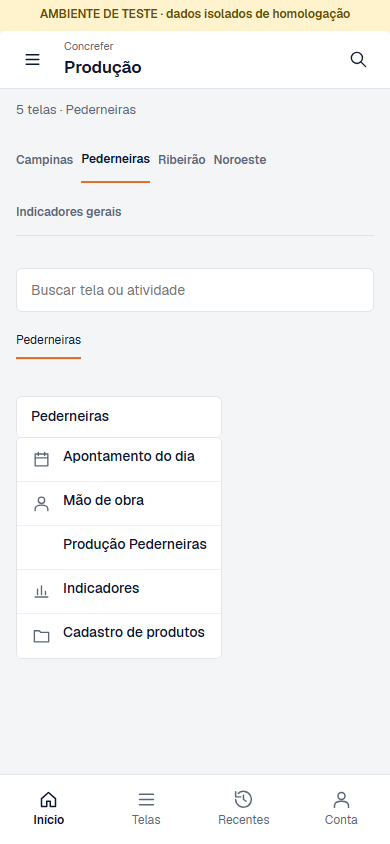 AMBIENTE DE TESTE · dados isolados de homologação
Concrefer
Produção
5 telas · Pederneiras
Campinas Pederneiras Ribeirão Noroeste
Indicadores gerais
Buscar tela ou atividade
Pederneiras
Pederneiras
Apontamento do dia
Mão de obra
Produção Pederneiras
Indicadores
Cadastro de produtos
Início Telas Recentes Conta